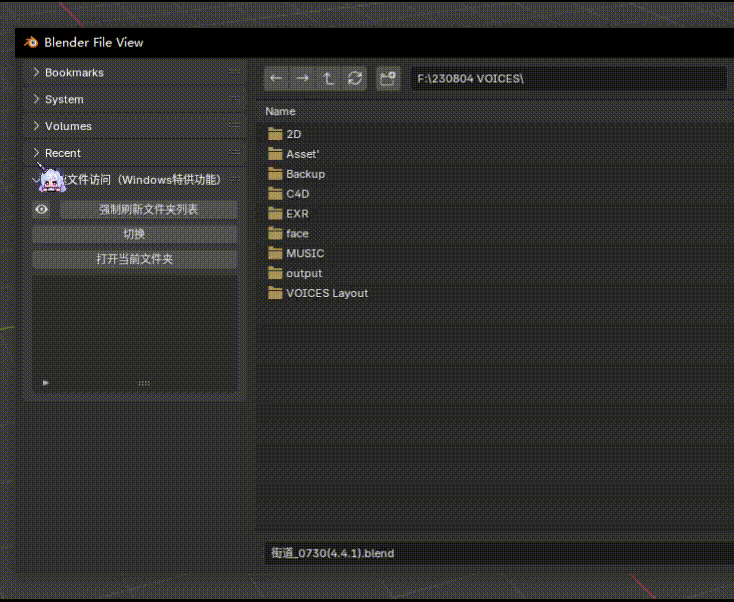 Blender File View
Bookmarks
System
Volumes
Recent
文件访问（Windows特供功能）
强制刷新文件夹列表
切换
打开当前文件夹
F:\230804 VOICES\
Name
2D
Asset'
Backup
C4D
EXR
face
MUSIC
output
VOICES Layout
街道_0730(4.4.1).blend